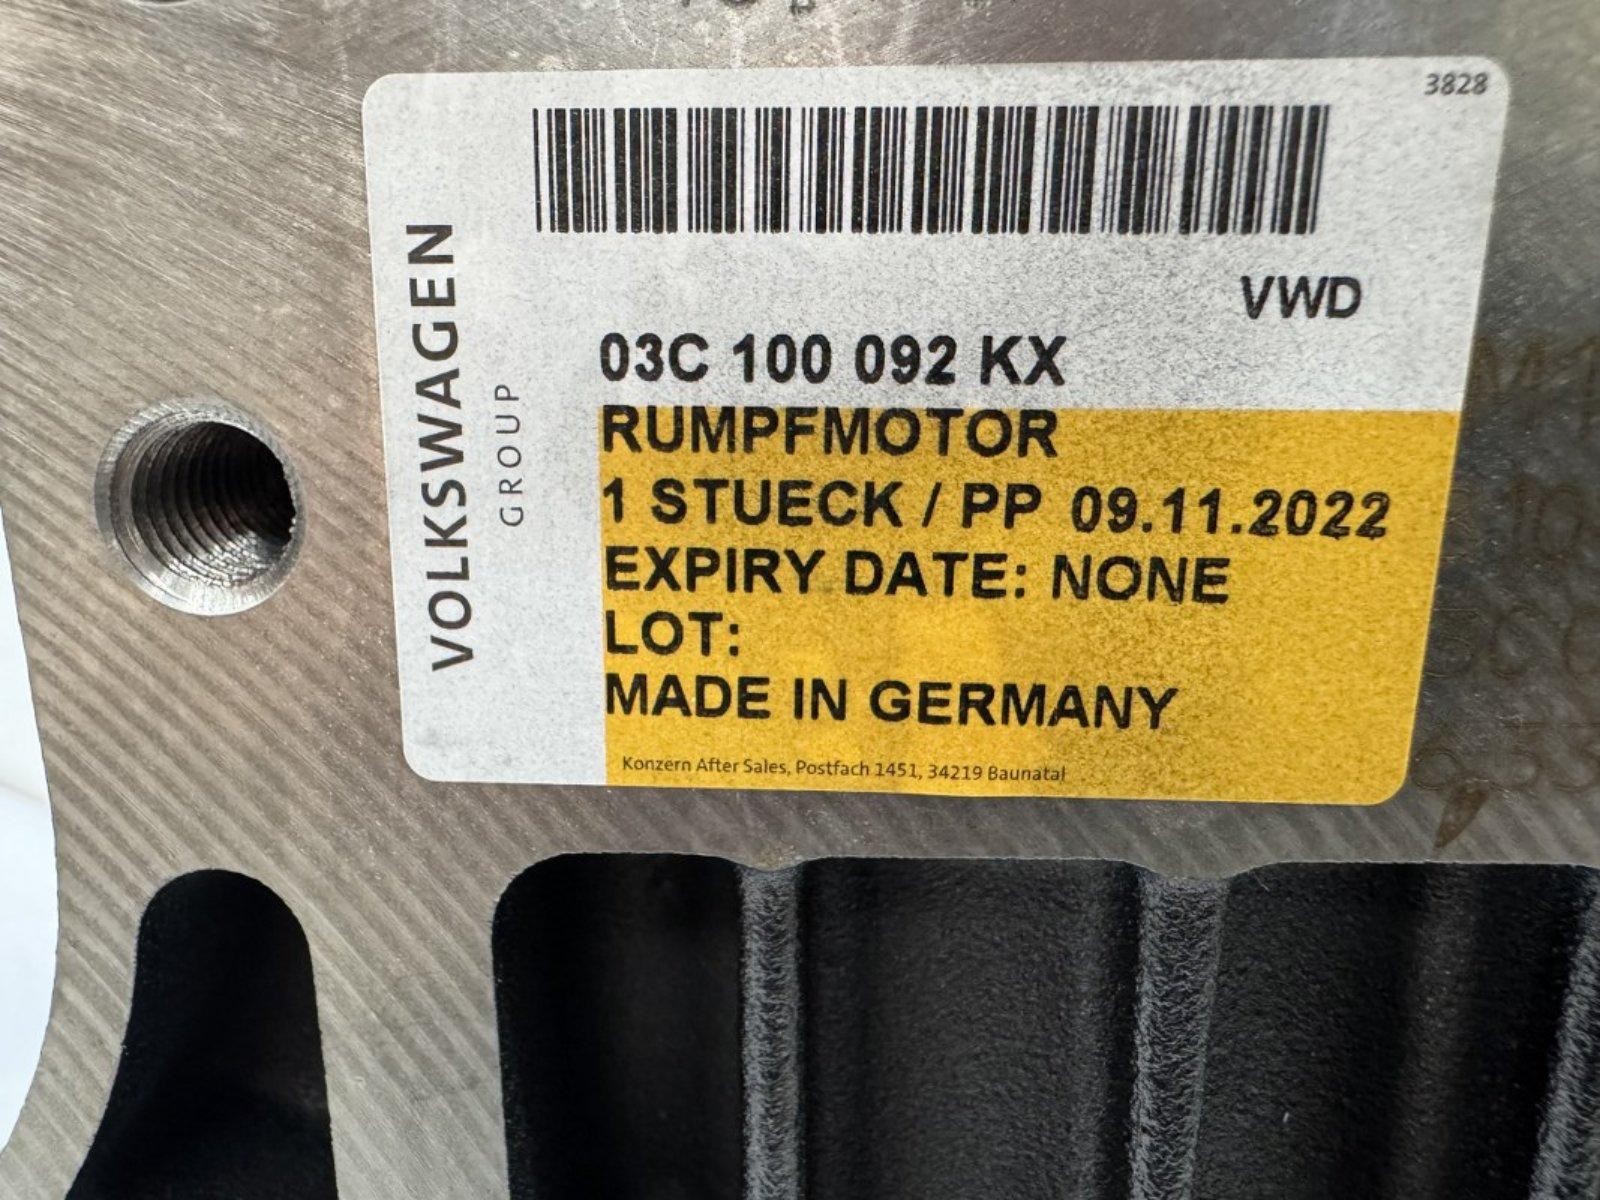 3828
VWD
VOLKSWAGEN
GROUP
03C 100 092 KX
RUMPFMOTOR
1 STUECK / PP 09.11.2022
EXPIRY DATE: NONE
LOT:
MADE IN GERMANY
Konzern After Sales, Postfach 1451, 34219 Baunatal